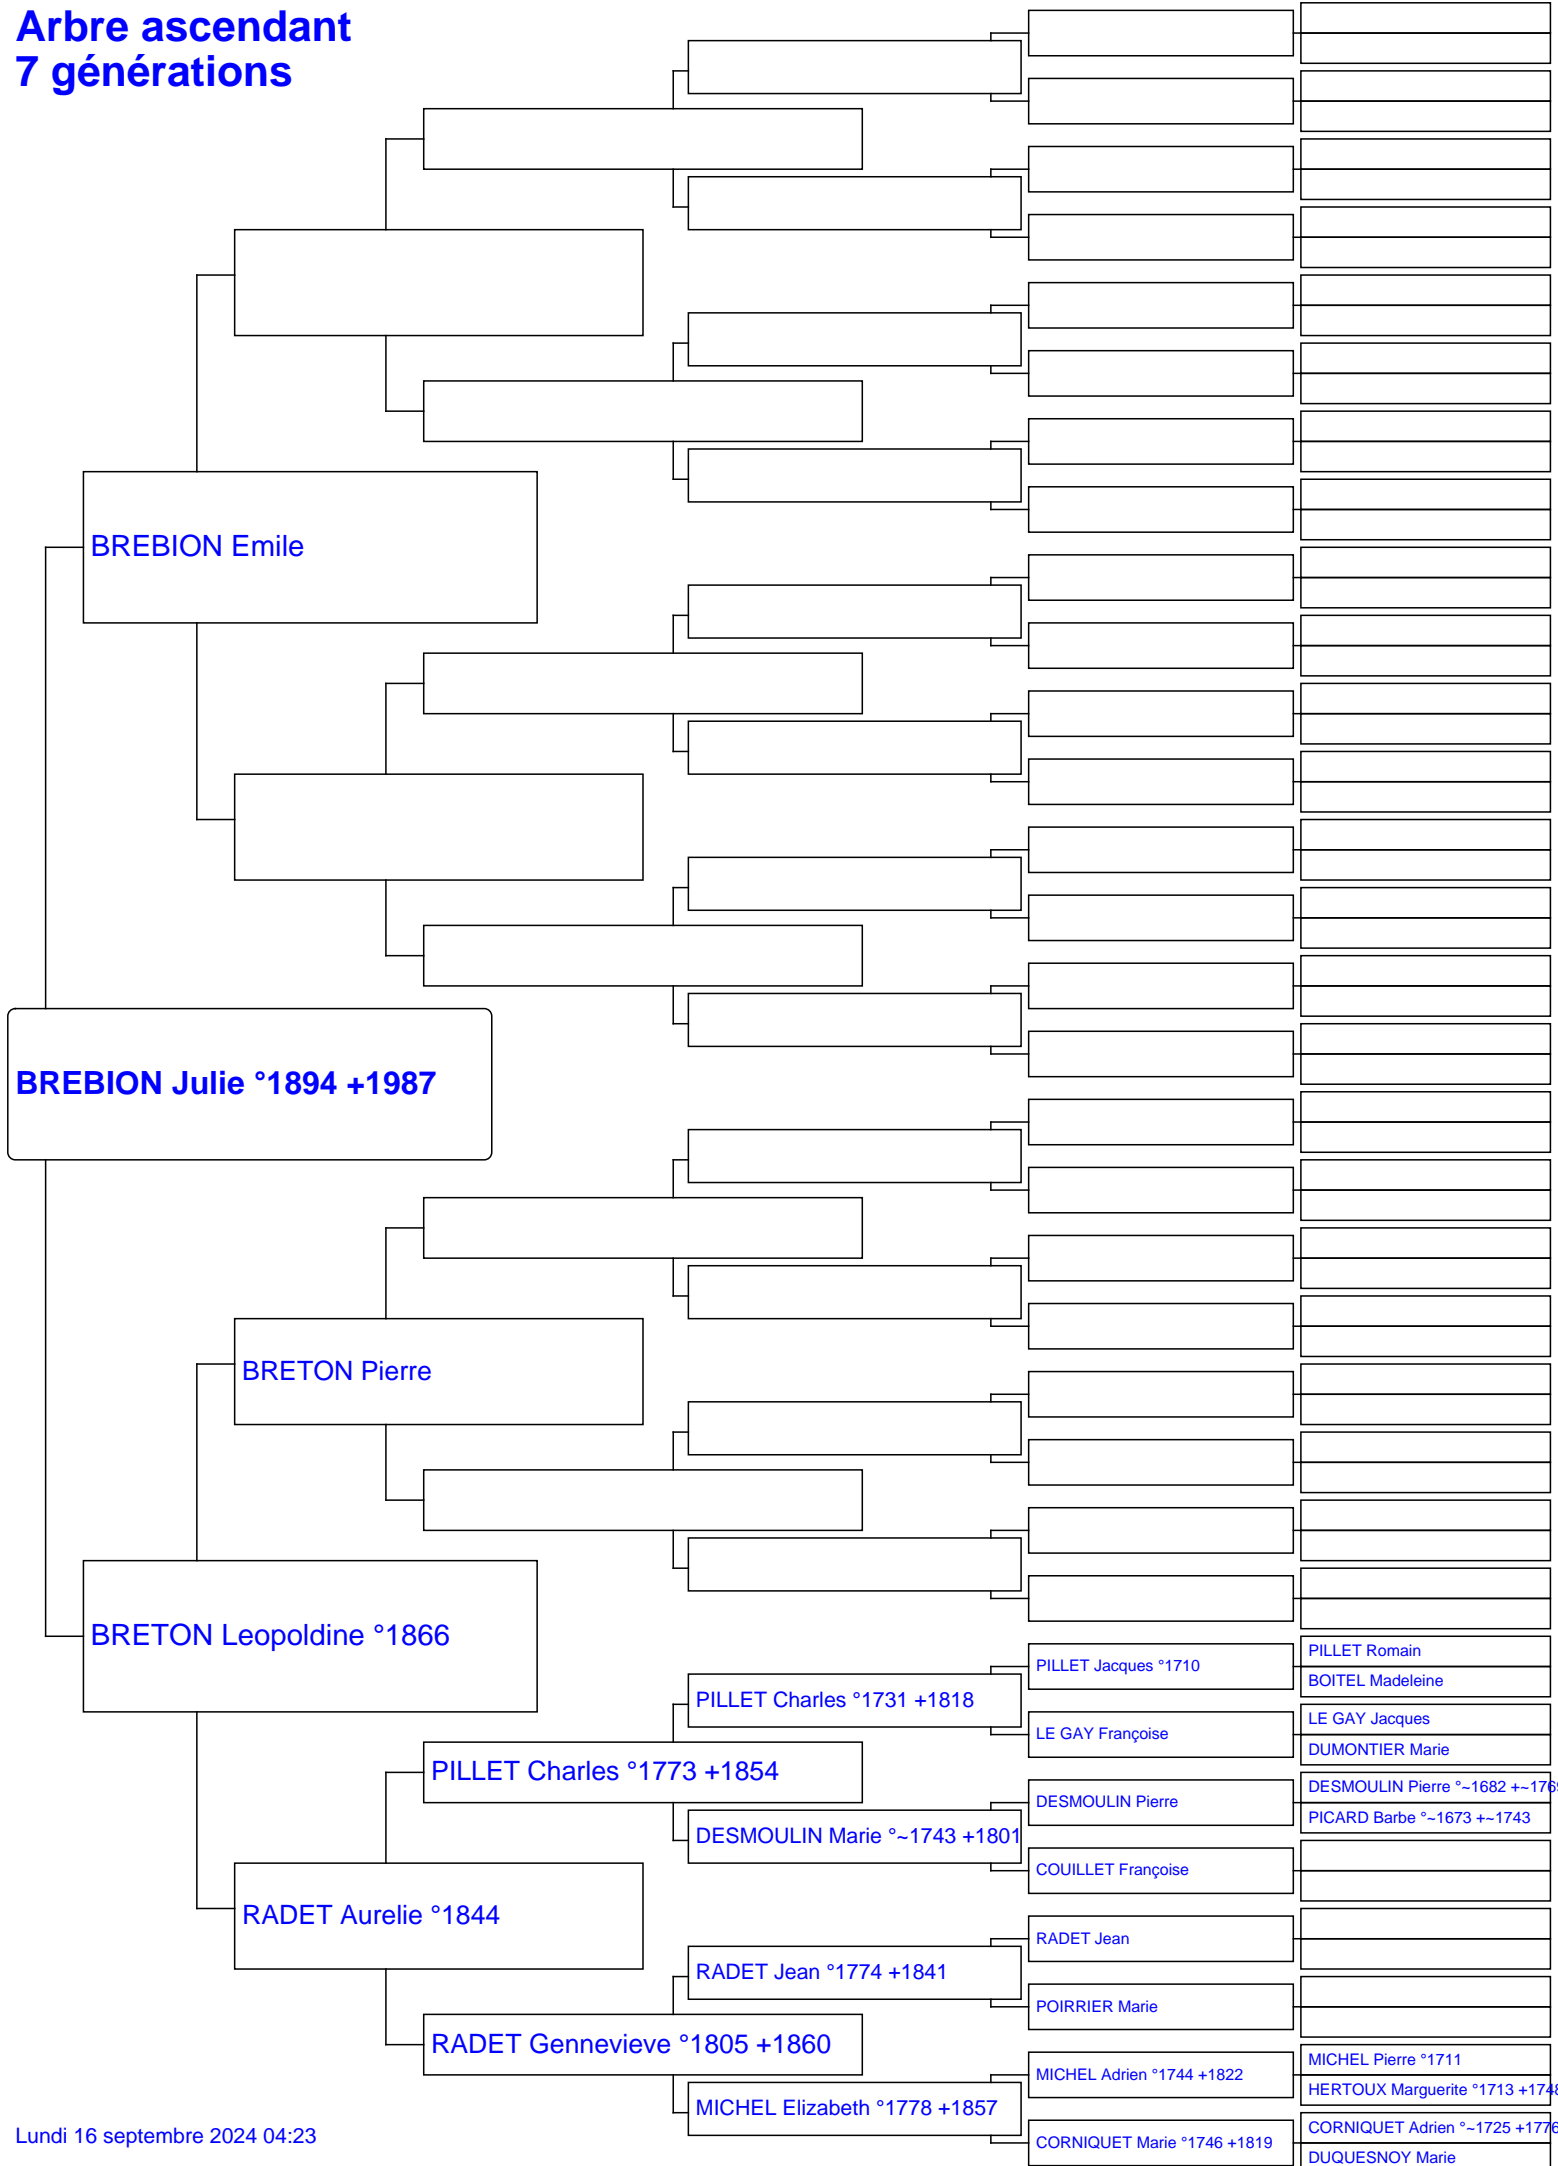 Arbre ascendant
7 générations
BREBION Emile
BREBION Julie °1894 +1987
BRETON Pierre
BRETON Leopoldine °1866
PILLET Jacques °1710
PILLET Romain
BOITEL Madeleine
PILLET Charles °1731 +1818
LE GAY Françoise
LE GAY Jacques
DUMONTIER Marie
PILLET Charles °1773 +1854
DESMOULIN Pierre
DESMOULIN Pierre °~1682 +~1769
PICARD Barbe °~1673 +~1743
DESMOULIN Marie °~1743 +1801
COUILLET Françoise
RADET Aurelie °1844
RADET Jean
RADET Jean °1774 +1841
POIRRIER Marie
RADET Gennevieve °1805 +1860
MICHEL Adrien °1744 +1822
MICHEL Pierre °1711
HERTOUX Marguerite °1713 +1748
MICHEL Elizabeth °1778 +1857
CORNIQUET Marie °1746 +1819
CORNIQUET Adrien °~1725 +1776
DUQUESNOY Marie
Lundi 16 septembre 2024 04:23